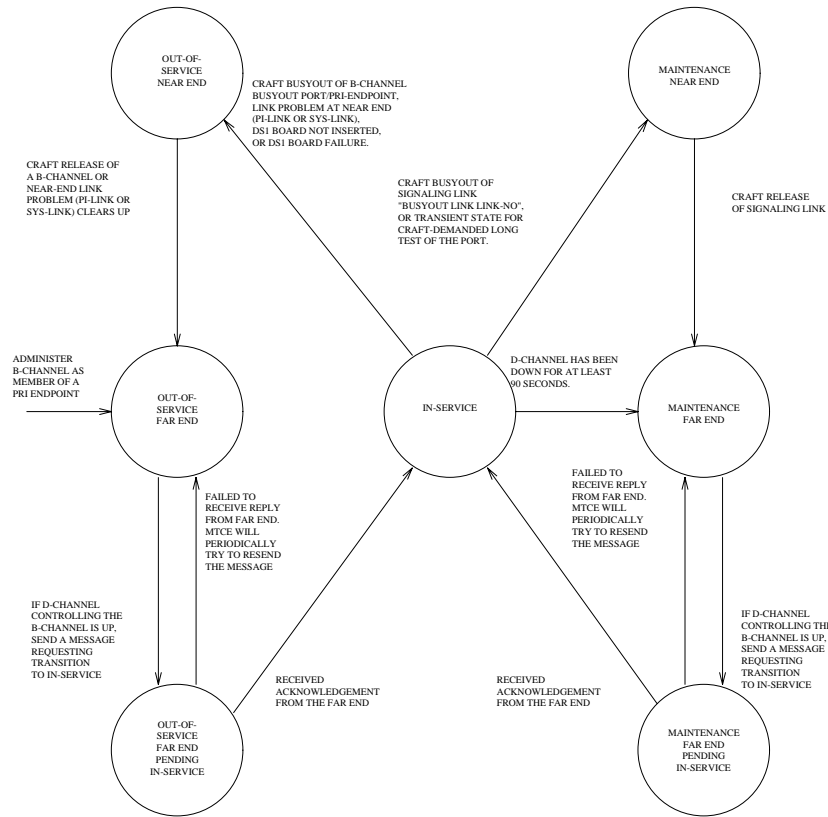 OUT-OF-
SERVICE
NEAR END
CRAFT BUSYOUT OF B-CHANNEL
BUSYOUT PORT/PRI-ENDPOINT,
LINK PROBLEM AT NEAR END
(PI-LINK OR SYS-LINK),
DS1 BOARD NOT INSERTED,
OR DS1 BOARD FAILURE.
MAINTENANCE
NEAR END
CRAFT RELEASE OF
A B-CHANNEL OR
NEAR-END LINK
PROBLEM (PI-LINK OR
SYS-LINK) CLEARS UP
CRAFT BUSYOUT OF
SIGNALING LINK
"BUSYOUT LINK LINK-NO",
OR TRANSIENT STATE FOR
CRAFT-DEMANDED LONG
TEST OF THE PORT.
CRAFT RELEASE
OF SIGNALING LINK
ADMINISTER
B-CHANNEL AS
MEMBER OF A
PRI ENDPOINT
OUT-OF-
SERVICE
FAR END
IN-SERVICE
D-CHANNEL HAS BEEN
DOWN FOR AT LEAST
90 SECONDS.
MAINTENANCE
FAR END
FAILED TO
RECEIVE REPLY
FROM FAR END.
MTCE WILL
PERIODICALLY
TRY TO RESEND
THE MESSAGE
FAILED TO
RECEIVE REPLY
FROM FAR END.
MTCE WILL
PERIODICALLY
TRY TO RESEND
THE MESSAGE
IF D-CHANNEL
CONTROLLING THE
B-CHANNEL IS UP,
SEND A MESSAGE
REQUESTING
TRANSITION
TO IN-SERVICE
RECEIVED
ACKNOWLEDGEMENT
FROM THE FAR END
RECEIVED
ACKNOWLEDGEMENT
FROM THE FAR END
IF D-CHANNEL
CONTROLLING THE
B-CHANNEL IS UP,
SEND A MESSAGE
REQUESTING
TRANSITION
TO IN-SERVICE
OUT-OF-
SERVICE
FAR END
PENDING
IN-SERVICE
MAINTENANCE
FAR END
PENDING
IN-SERVICE